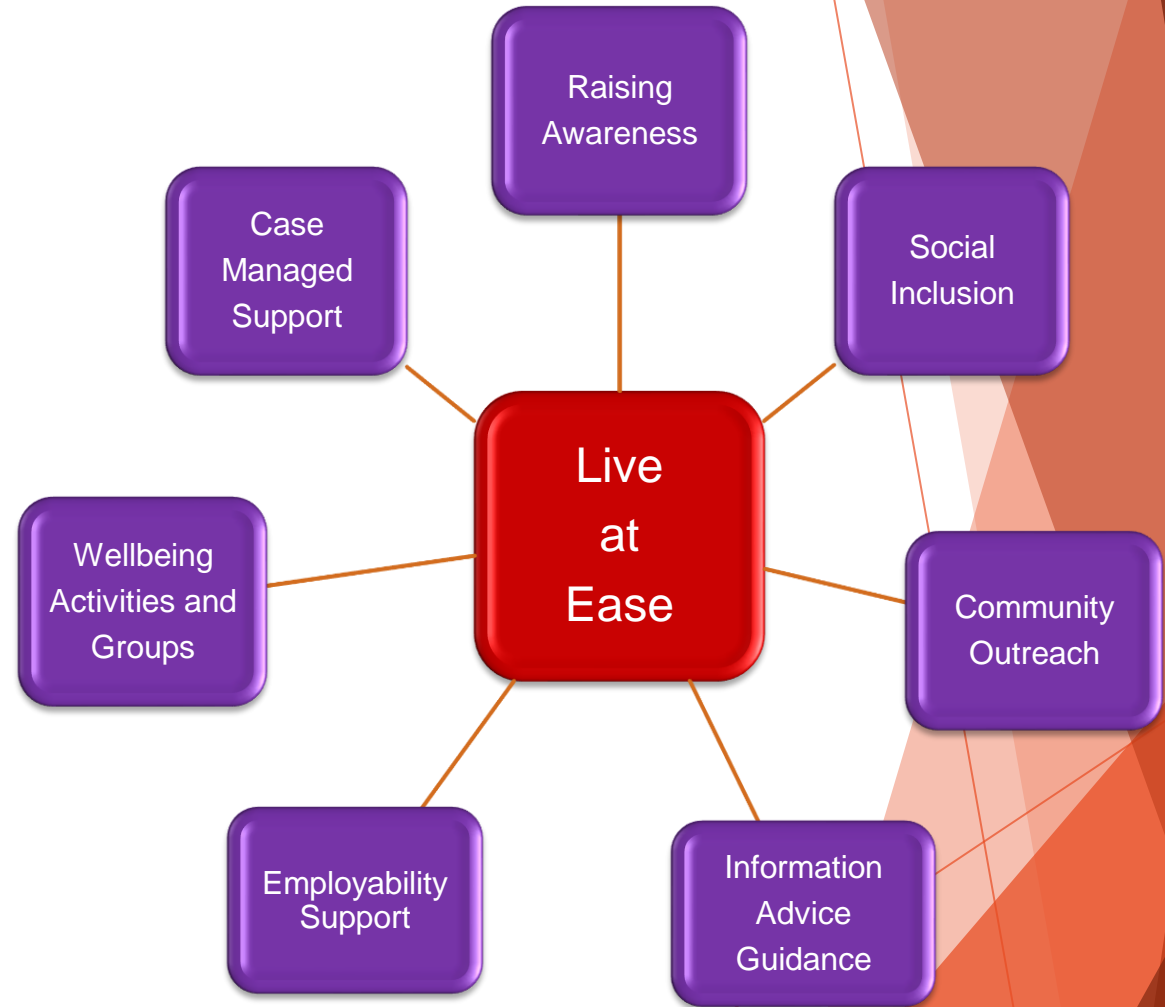 Raising
Awareness
Case
Managed
Support
Social
Inclusion
Live
at
Ease
Wellbeing
Activities and
Groups
Community
Outreach
Employability
Support
Information
Advice
Guidance